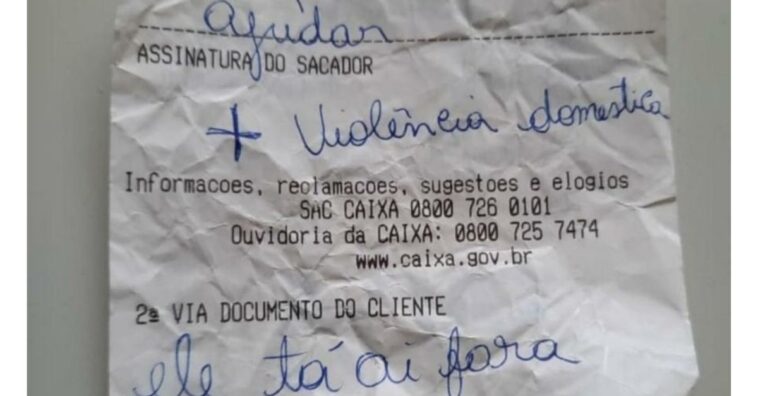 ajudar
ASSINATURA DO SACADOR
+ Violência domestica
Informacoes, reclamacoes, sugestoes e elogios
SAC CAIXA 0800 726 0101
Ouvidoria da CAIXA: 0800 725 7474
www.caixa.gov.br
2ª VIA DOCUMENTO DO CLIENTE
ele tá ai fora